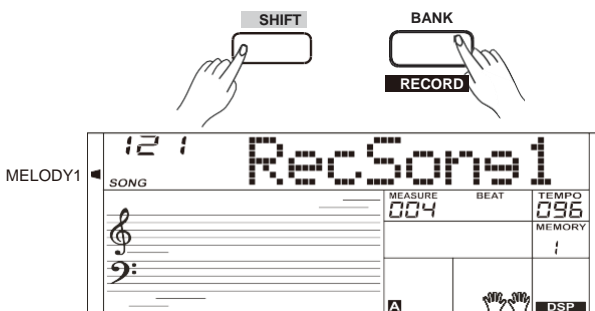 SHIFT
BANK
RECORD
121
RecSong1
MELODY1
SONG
MEASURE
BEAT
TEMPO
004
096
MEMORY
1
A
DSP